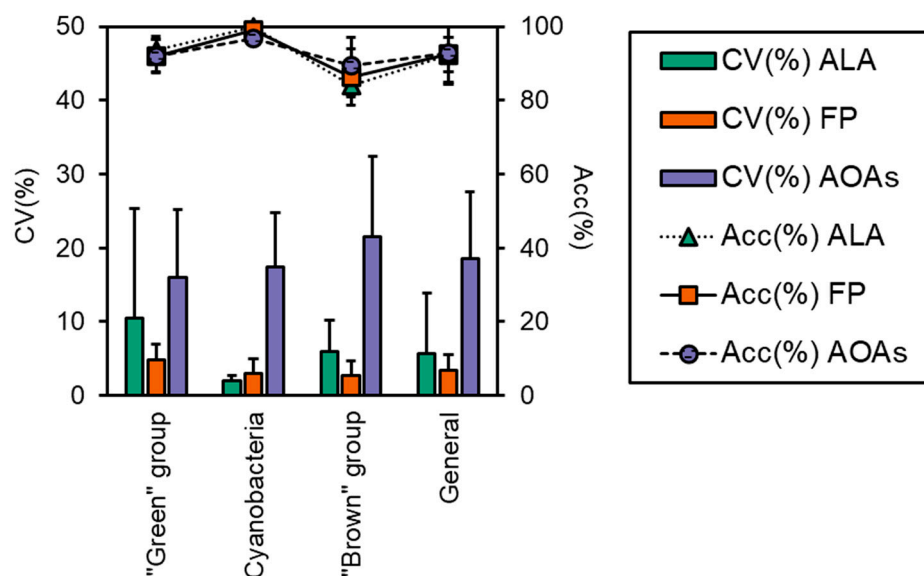 50
40
30
20
10
0
CV(%)
100
80
60
40
20
0
Acc(%)
"Green" group
Cyanobacteria
"Brown" group
General
CV(%) ALA
CV(%) FP
CV(%) AOAs
Acc(%) ALA
Acc(%) FP
Acc(%) AOAs